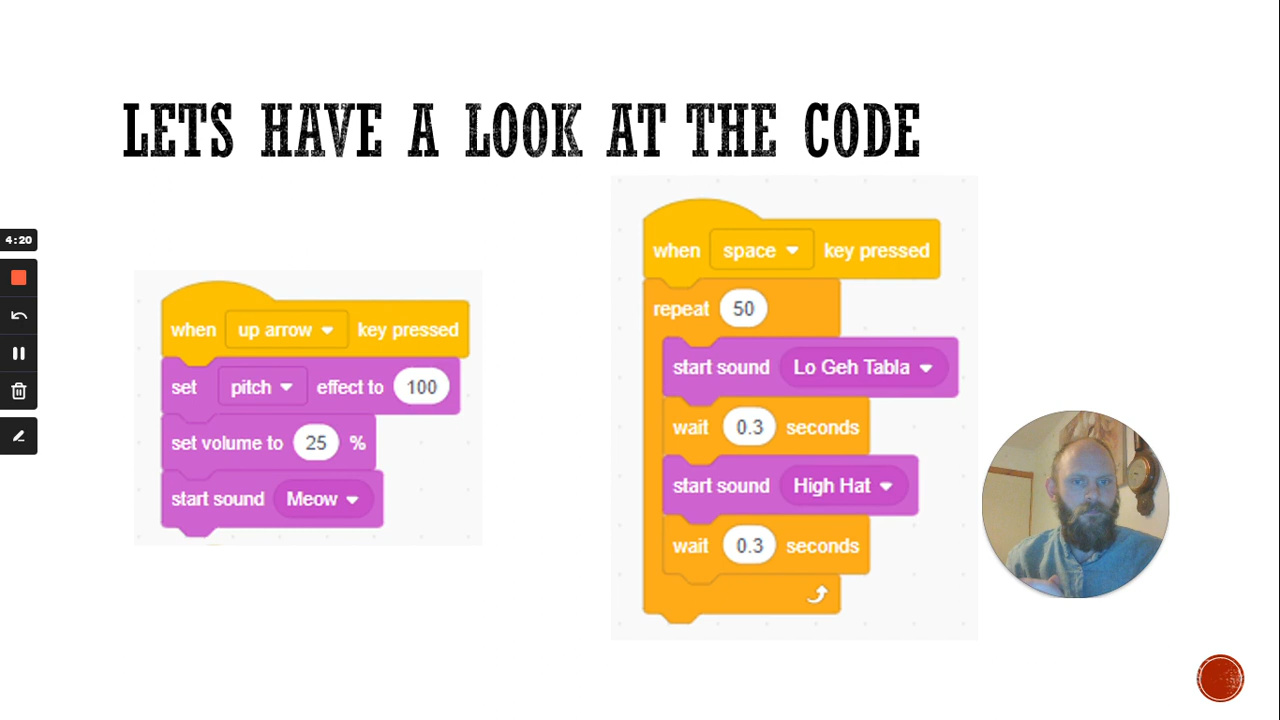 LETS HAVE A LOOK AT THE CODE
4:20
when up arrow key pressed
set pitch effect to 100
set volume to 25 %
start sound Meow
when space key pressed
repeat 50
start sound Lo Geh Tabla
wait 0.3 seconds
start sound High Hat
wait 0.3 seconds